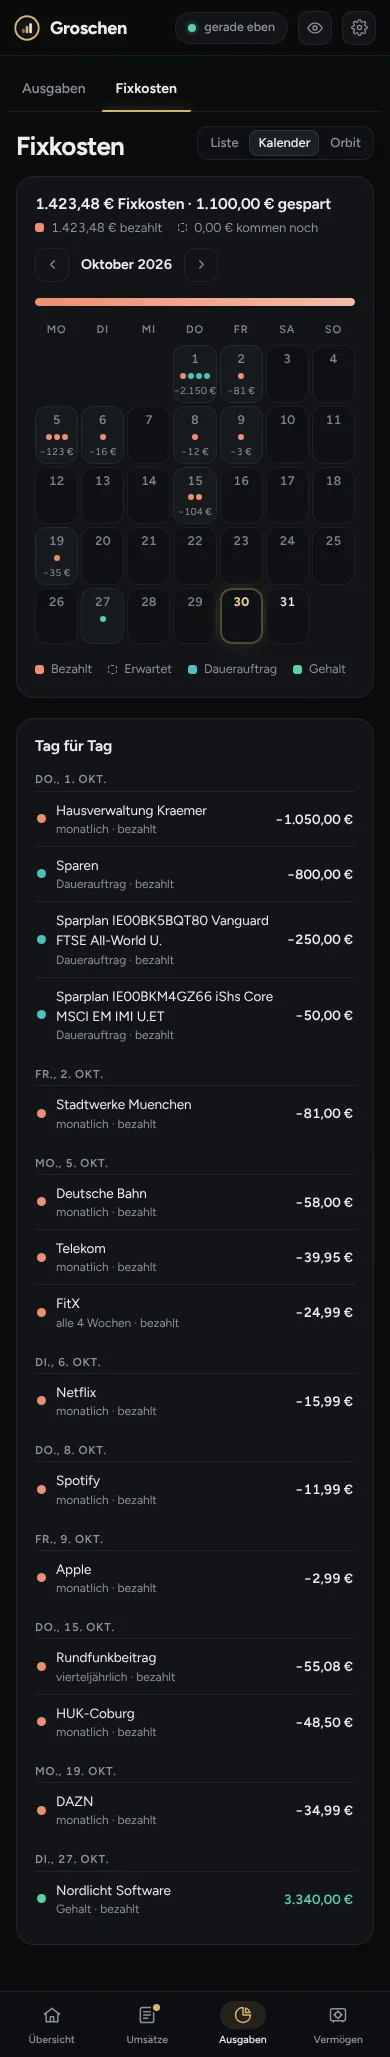 Groschen
gerade eben
Ausgaben
Fixkosten
Fixkosten
Liste
Kalender
Orbit
1.423,48 € Fixkosten · 1.100,00 € gespart
1.423,48 € bezahlt
0,00 € kommen noch
Oktober 2026
MO DI MI DO FR SA SO
1 2 3 4
−2.150 € −81 €
5 6 7 8 9 10 11
−123 € −16 € −12 € −3 €
12 13 14 15 16 17 18
−104 €
19 20 21 22 23 24 25
−35 €
26 27 28 29 30 31
Bezahlt Erwartet Dauerauftrag Gehalt
Tag für Tag
DO., 1. OKT.
Hausverwaltung Kraemer
monatlich · bezahlt
−1.050,00 €
Sparen
Dauerauftrag · bezahlt
−800,00 €
Sparplan IE00BK5BQT80 Vanguard
FTSE All-World U.
Dauerauftrag · bezahlt
−250,00 €
Sparplan IE00BKM4GZ66 iShs Core
MSCI EM IMI U.ET
Dauerauftrag · bezahlt
−50,00 €
FR., 2. OKT.
Stadtwerke Muenchen
monatlich · bezahlt
−81,00 €
MO., 5. OKT.
Deutsche Bahn
monatlich · bezahlt
−58,00 €
Telekom
monatlich · bezahlt
−39,95 €
FitX
alle 4 Wochen · bezahlt
−24,99 €
DI., 6. OKT.
Netflix
monatlich · bezahlt
−15,99 €
DO., 8. OKT.
Spotify
monatlich · bezahlt
−11,99 €
FR., 9. OKT.
Apple
monatlich · bezahlt
−2,99 €
DO., 15. OKT.
Rundfunkbeitrag
vierteljährlich · bezahlt
−55,08 €
HUK-Coburg
monatlich · bezahlt
−48,50 €
MO., 19. OKT.
DAZN
monatlich · bezahlt
−34,99 €
DI., 27. OKT.
Nordlicht Software
Gehalt · bezahlt
3.340,00 €
Übersicht
Umsätze
Ausgaben
Vermögen